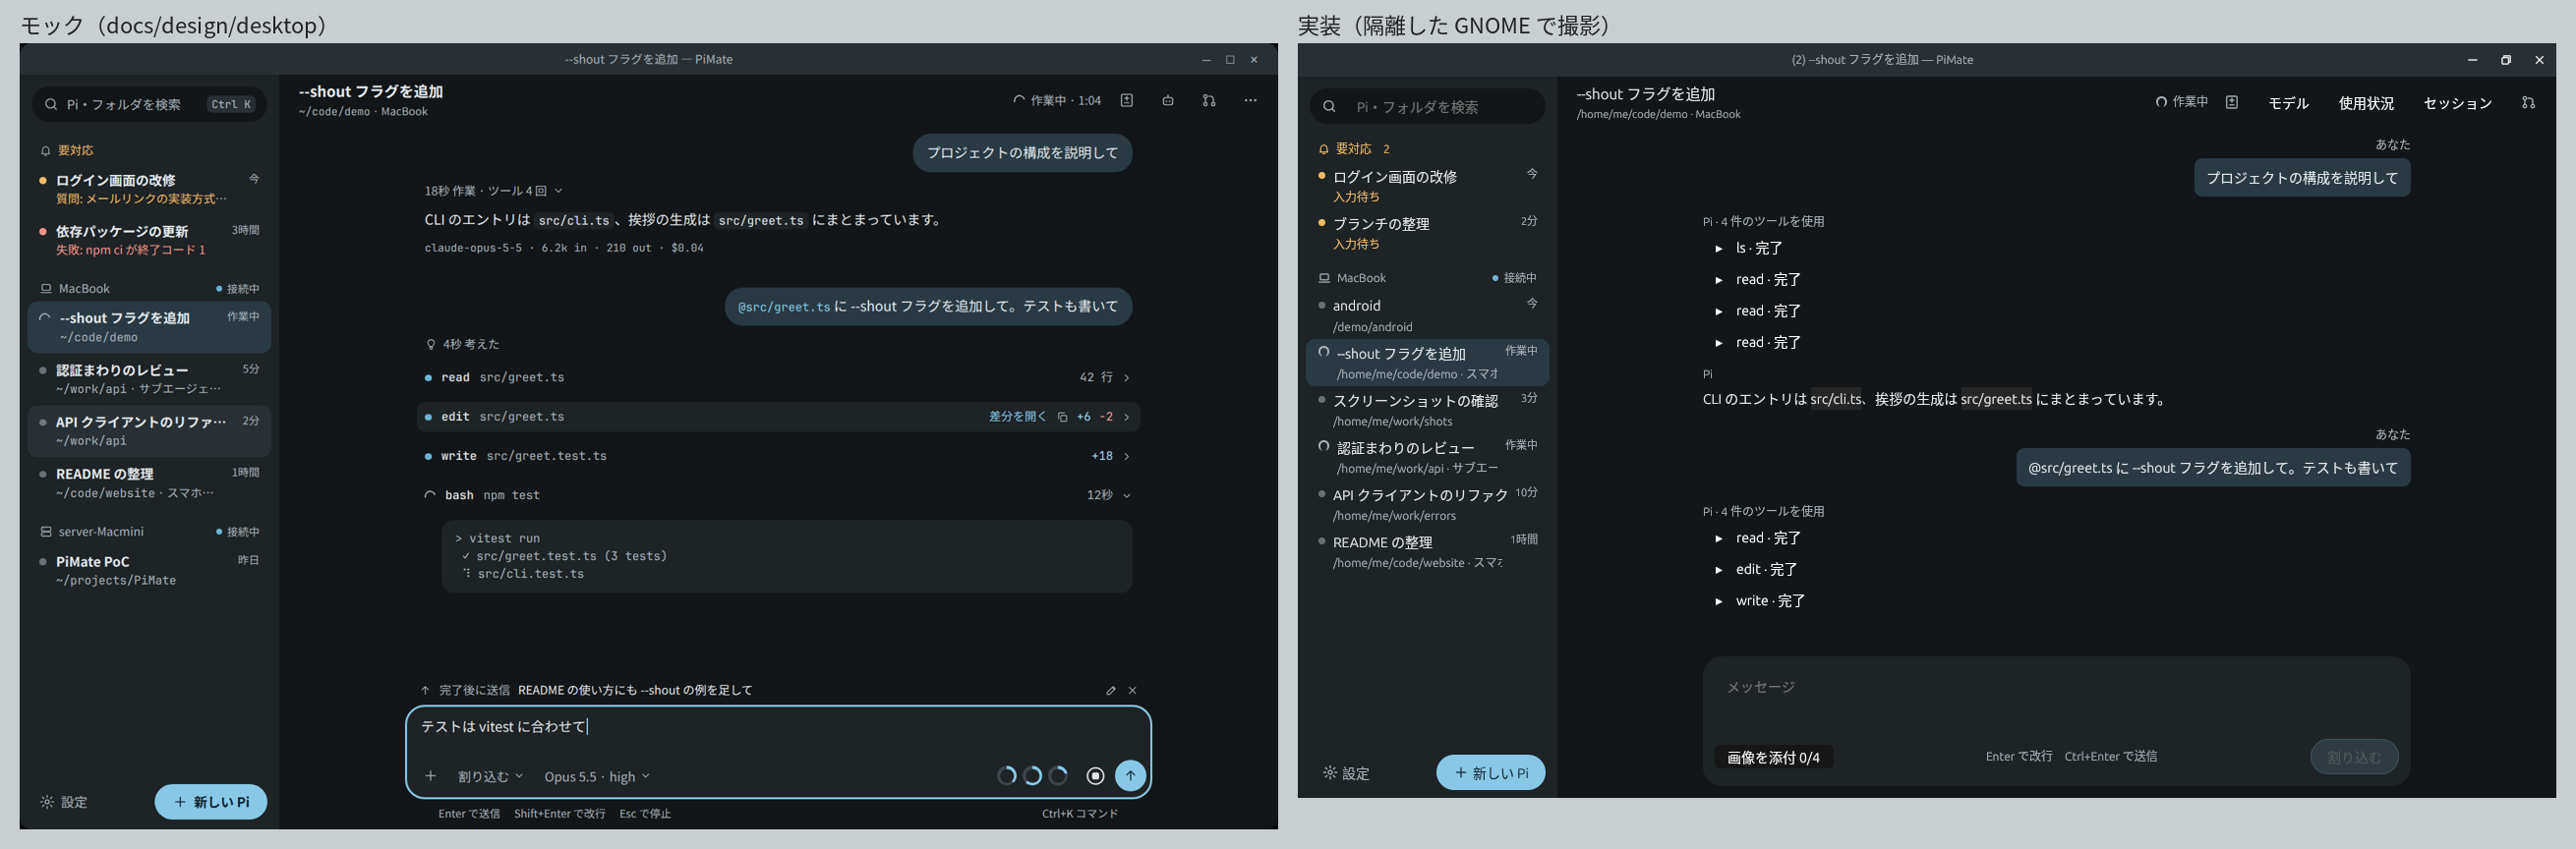 モック（docs/design/desktop）
--shout フラグを追加 — PiMate
Pi・フォルダを検索 Ctrl K
要対応
ログイン画面の改修 今
質問: メールリンクの実装方式…
依存パッケージの更新 3時間
失敗: npm ci が終了コード 1
MacBook 接続中
--shout フラグを追加 作業中
~/code/demo
認証まわりのレビュー 5分
~/work/api · サブエージェ…
API クライアントのリファ… 2分
~/work/api
README の整理 1時間
~/code/website · スマホ…
server-Macmini 接続中
PiMate PoC 昨日
~/projects/PiMate
設定
＋ 新しい Pi
--shout フラグを追加
~/code/demo · MacBook
作業中 · 1:04
プロジェクトの構成を説明して
18秒 作業 · ツール 4 回
CLI のエントリは src/cli.ts 、挨拶の生成は src/greet.ts にまとまっています。
claude-opus-5-5 · 6.2k in · 210 out · $0.04
@src/greet.ts に --shout フラグを追加して。テストも書いて
4秒 考えた
read src/greet.ts 42 行
edit src/greet.ts 差分を開く +6 -2
write src/greet.test.ts +18
bash npm test 12秒
> vitest run
✓ src/greet.test.ts (3 tests)
src/cli.test.ts
完了後に送信 README の使い方にも --shout の例を足して
テストは vitest に合わせて
割り込む Opus 5.5 · high
Enter で送信 Shift+Enter で改行 Esc で停止 Ctrl+K コマンド
実装（隔離した GNOME で撮影）
(2) --shout フラグを追加 — PiMate
Pi・フォルダを検索
要対応 2
ログイン画面の改修 今
入力待ち
ブランチの整理 2分
入力待ち
MacBook 接続中
android 今
/demo/android
--shout フラグを追加 作業中
/home/me/code/demo · スマホ
スクリーンショットの確認 3分
/home/me/work/shots
認証まわりのレビュー 作業中
/home/me/work/api · サブエー
API クライアントのリファク 10分
/home/me/work/errors
README の整理 1時間
/home/me/code/website · スマホ
設定
＋ 新しい Pi
--shout フラグを追加
/home/me/code/demo · MacBook
作業中 モデル 使用状況 セッション
あなた
プロジェクトの構成を説明して
Pi · 4 件のツールを使用
ls · 完了
read · 完了
read · 完了
read · 完了
Pi
CLI のエントリは src/cli.ts、挨拶の生成は src/greet.ts にまとまっています。
あなた
@src/greet.ts に --shout フラグを追加して。テストも書いて
Pi · 4 件のツールを使用
read · 完了
edit · 完了
write · 完了
メッセージ
画像を添付 0/4
Enter で改行 Ctrl+Enter で送信
割り込む